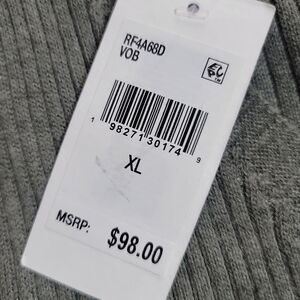 RF4A68D
VOB
1 98271 30174 9
XL
MSRP: $98.00